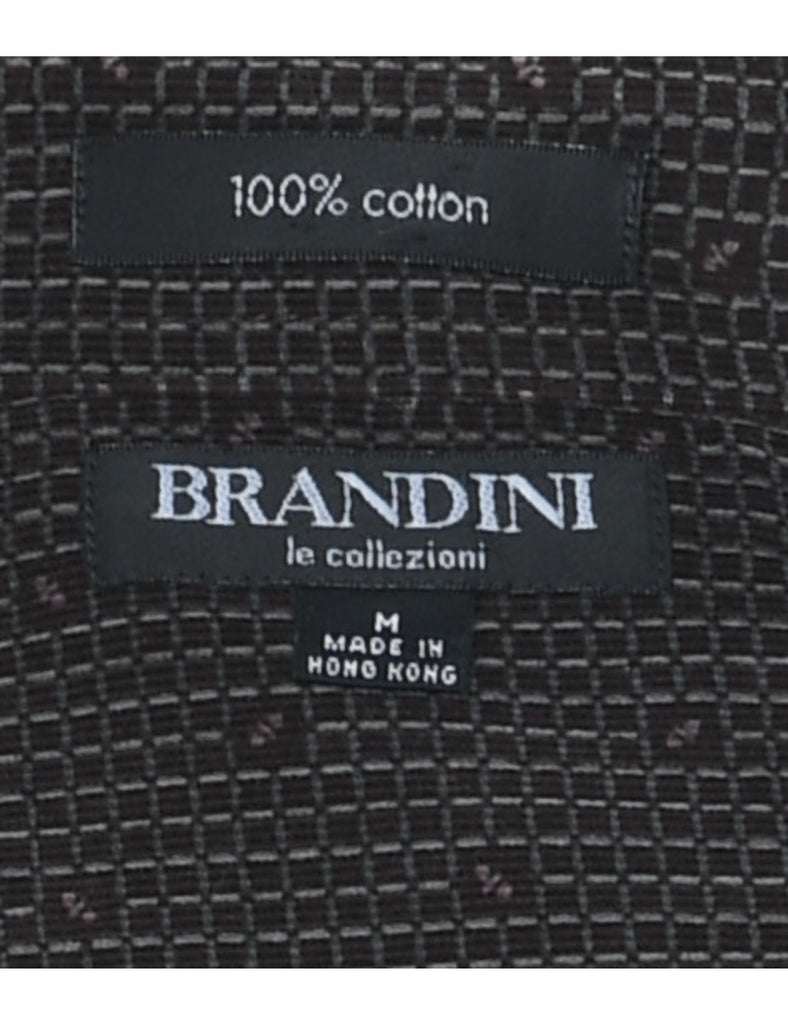 100% cotton
BRANDINI
le collezioni
M
MADE IN
HONG KONG